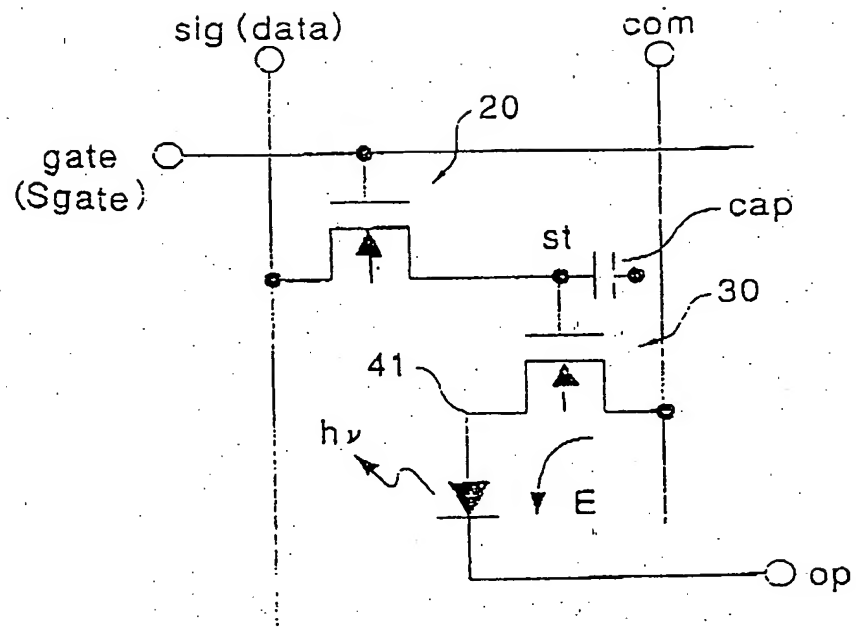 sig (data)
com
20
gate
(Sgate)
cap
st
30
41
hν
E
op